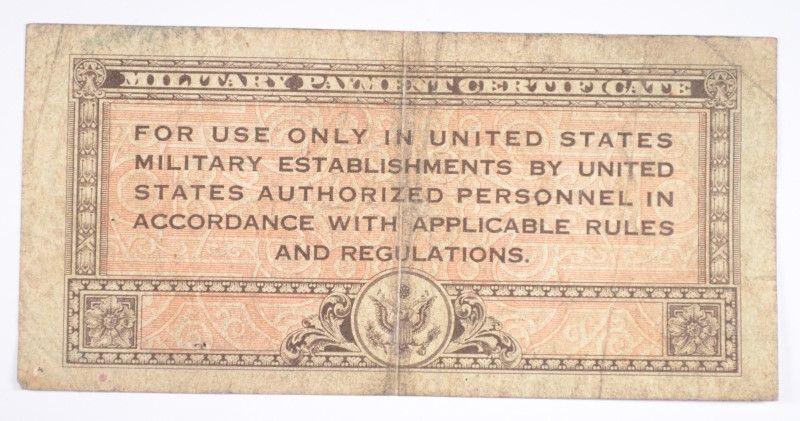 MILITARY PAYMENT CERTIFICATE
FOR USE ONLY IN UNITED STATES
MILITARY ESTABLISHMENTS BY UNITED
STATES AUTHORIZED PERSONNEL IN
ACCORDANCE WITH APPLICABLE RULES
AND REGULATIONS.